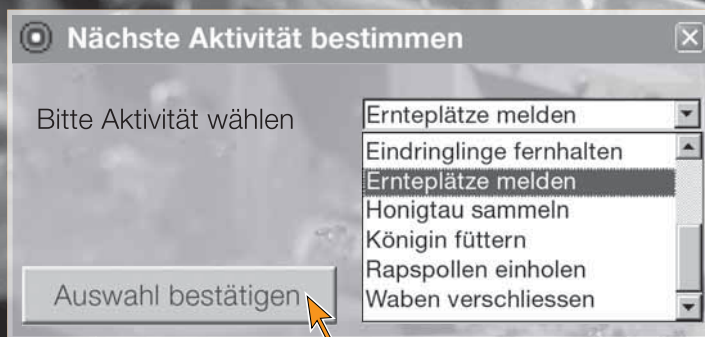 Nächste Aktivität bestimmen
Bitte Aktivität wählen
Ernteplätze melden
Eindringlinge fernhalten
Ernteplätze melden
Honigtau sammeln
Königin füttern
Rapspollen einholen
Waben verschliessen
Auswahl bestätigen